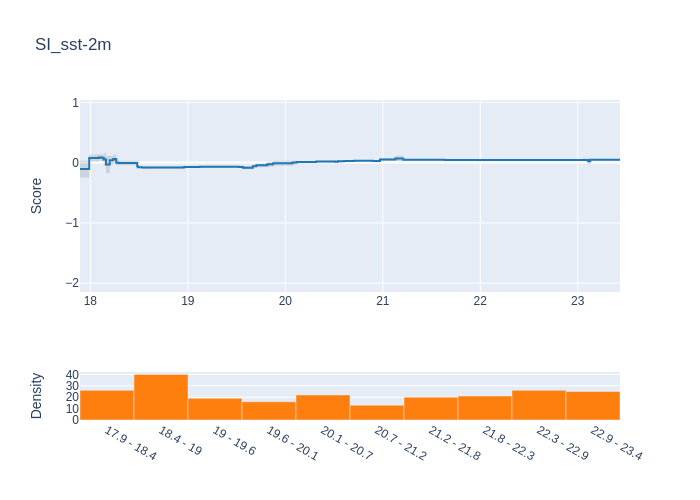 SI_sst-2m
1
0
−1
−2
Score
18 19 20 21 22 23
40
30
20
10
0
Density
17.9 - 18.4
18.4 - 19
19 - 19.6
19.6 - 20.1
20.1 - 20.7
20.7 - 21.2
21.2 - 21.8
21.8 - 22.3
22.3 - 22.9
22.9 - 23.4